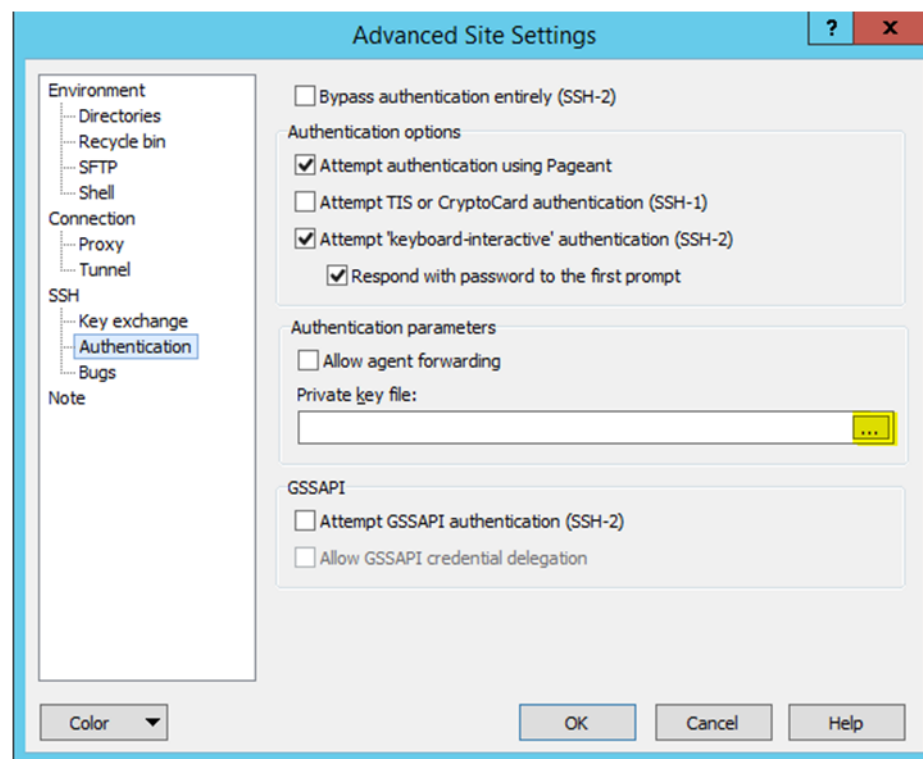 Advanced Site Settings
? x
Environment
Directories
Recycle bin
SFTP
Shell
Connection
Proxy
Tunnel
SSH
Key exchange
Authentication
Bugs
Note
Bypass authentication entirely (SSH-2)
Authentication options
Attempt authentication using Pageant
Attempt TIS or CryptoCard authentication (SSH-1)
Attempt 'keyboard-interactive' authentication (SSH-2)
Respond with password to the first prompt
Authentication parameters
Allow agent forwarding
Private key file:
...
GSSAPI
Attempt GSSAPI authentication (SSH-2)
Allow GSSAPI credential delegation
Color
OK
Cancel
Help